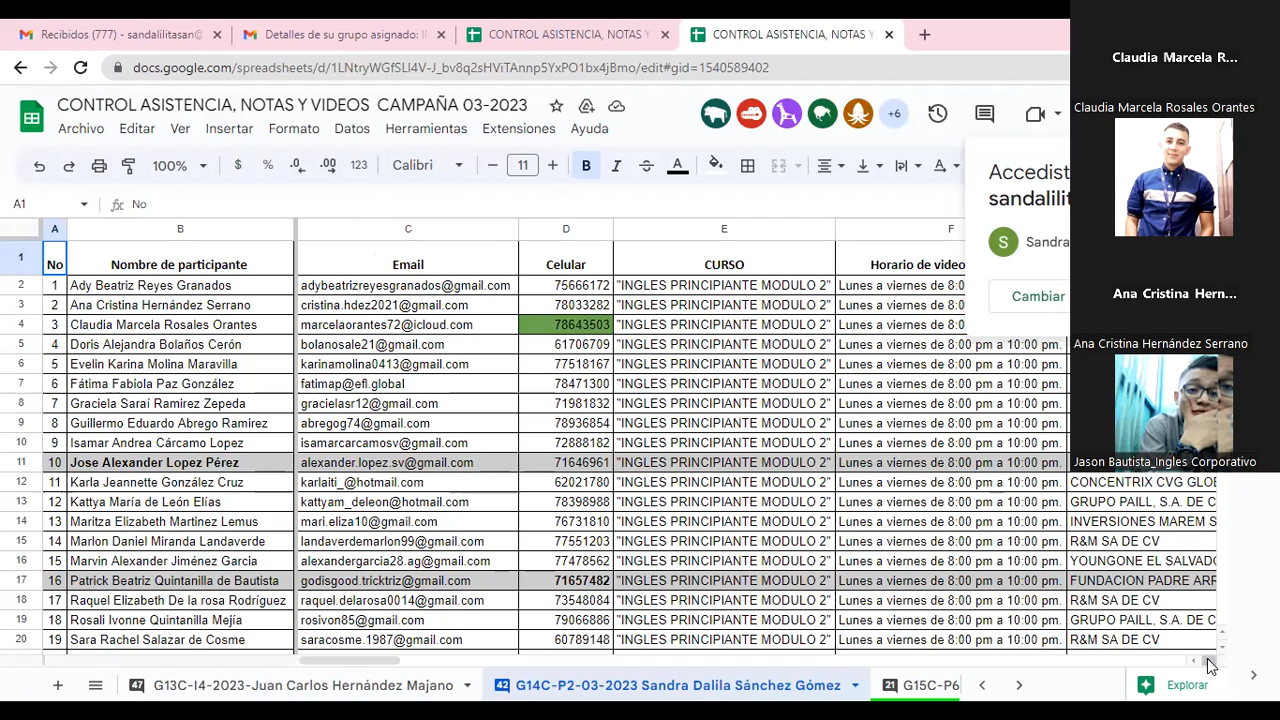 Recibidos (777) - sandalilitasan@
Detalles de su grupo asignado: I
CONTROL ASISTENCIA, NOTAS Y
CONTROL ASISTENCIA, NOTAS Y
docs.google.com/spreadsheets/d/1LNtryWGfSLI4V-J_bv8q2sHViTAnnp5YxPO1bx4jBmo/edit#gid=1540589402
CONTROL ASISTENCIA, NOTAS Y VIDEOS CAMPAÑA 03-2023
+6
Archivo Editar Ver Insertar Formato Datos Herramientas Extensiones Ayuda
100% $ % .0 .00 123 Calibri 11 B I A
A1 fx No
Accedist
sandalilit
S Sandra
Cambiar
A B C D E F
1 No Nombre de participante Email Celular CURSO Horario de video
2 1 Ady Beatriz Reyes Granados adybeatrizreyesgranados@gmail.com 75666172 "INGLES PRINCIPIANTE MODULO 2" Lunes a viernes de 8:0
3 2 Ana Cristina Hernández Serrano cristina.hdez2021@gmail.com 78033282 "INGLES PRINCIPIANTE MODULO 2" Lunes a viernes de 8:0
4 3 Claudia Marcela Rosales Orantes marcelaorantes72@icloud.com 78643503 "INGLES PRINCIPIANTE MODULO 2" Lunes a viernes de 8:0
5 4 Doris Alejandra Bolaños Cerón bolanosale21@gmail.com 61706709 "INGLES PRINCIPIANTE MODULO 2" Lunes a viernes de 8:00 pm a 10:00 pm.
6 5 Evelin Karina Molina Maravilla karinamolina0413@gmail.com 77518167 "INGLES PRINCIPIANTE MODULO 2" Lunes a viernes de 8:00 pm a 10:00 pm.
7 6 Fátima Fabiola Paz González fatimap@efl.global 78471300 "INGLES PRINCIPIANTE MODULO 2" Lunes a viernes de 8:00 pm a 10:00 pm.
8 7 Graciela Saraí Ramirez Zepeda gracielasr12@gmail.com 71981832 "INGLES PRINCIPIANTE MODULO 2" Lunes a viernes de 8:00 pm a 10:00 pm.
9 8 Guillermo Eduardo Abrego Ramirez abregog74@gmail.com 78936854 "INGLES PRINCIPIANTE MODULO 2" Lunes a viernes de 8:00 pm a 10:00 pm.
10 9 Isamar Andrea Cárcamo Lopez isamarcarcamosv@gmail.com 72888182 "INGLES PRINCIPIANTE MODULO 2" Lunes a viernes de 8:00 pm a 10:00 pm.
11 10 Jose Alexander Lopez Pérez alexander.lopez.sv@gmail.com 71646961 "INGLES PRINCIPIANTE MODULO 2" Lunes a viernes de 8:00 pm a 10:00 pm.
12 11 Karla Jeannette González Cruz karlaiti_@hotmail.com 62021780 "INGLES PRINCIPIANTE MODULO 2" Lunes a viernes de 8:00 pm a 10:00 pm. CONCENTRIX CVG GLOB
13 12 Kattya María de León Elías kattyam_deleon@hotmail.com 78398988 "INGLES PRINCIPIANTE MODULO 2" Lunes a viernes de 8:00 pm a 10:00 pm. GRUPO PAILL, S.A. DE C
14 13 Maritza Elizabeth Martinez Lemus mari.eliza10@gmail.com 76731810 "INGLES PRINCIPIANTE MODULO 2" Lunes a viernes de 8:00 pm a 10:00 pm. INVERSIONES MAREM S
15 14 Marlon Daniel Miranda Landaverde landaverdemarlon99@gmail.com 77551203 "INGLES PRINCIPIANTE MODULO 2" Lunes a viernes de 8:00 pm a 10:00 pm. R&M SA DE CV
16 15 Marvin Alexander Jiménez Garcia alexandergarcia28.ag@gmail.com 77478562 "INGLES PRINCIPIANTE MODULO 2" Lunes a viernes de 8:00 pm a 10:00 pm. YOUNGONE EL SALVADO
17 16 Patrick Beatriz Quintanilla de Bautista godisgood.tricktriz@gmail.com 71657482 "INGLES PRINCIPIANTE MODULO 2" Lunes a viernes de 8:00 pm a 10:00 pm. FUNDACION PADRE ARR
18 17 Raquel Elizabeth De la rosa Rodríguez raquel.delarosa0014@gmail.com 73548084 "INGLES PRINCIPIANTE MODULO 2" Lunes a viernes de 8:00 pm a 10:00 pm. R&M SA DE CV
19 18 Rosali Ivonne Quintanilla Mejía rosivon85@gmail.com 79066886 "INGLES PRINCIPIANTE MODULO 2" Lunes a viernes de 8:00 pm a 10:00 pm. GRUPO PAILL, S.A. DE C
20 19 Sara Rachel Salazar de Cosme saracosme.1987@gmail.com 60789148 "INGLES PRINCIPIANTE MODULO 2" Lunes a viernes de 8:00 pm a 10:00 pm. R&M SA DE CV
47 G13C-I4-2023-Juan Carlos Hernández Majano
42 G14C-P2-03-2023 Sandra Dalila Sánchez Gómez
21 G15C-P6
Explorar
Claudia Marcela R...
Claudia Marcela Rosales Orantes
Ana Cristina Hern...
Ana Cristina Hernández Serrano
Jason Bautista_Ingles Corporativo